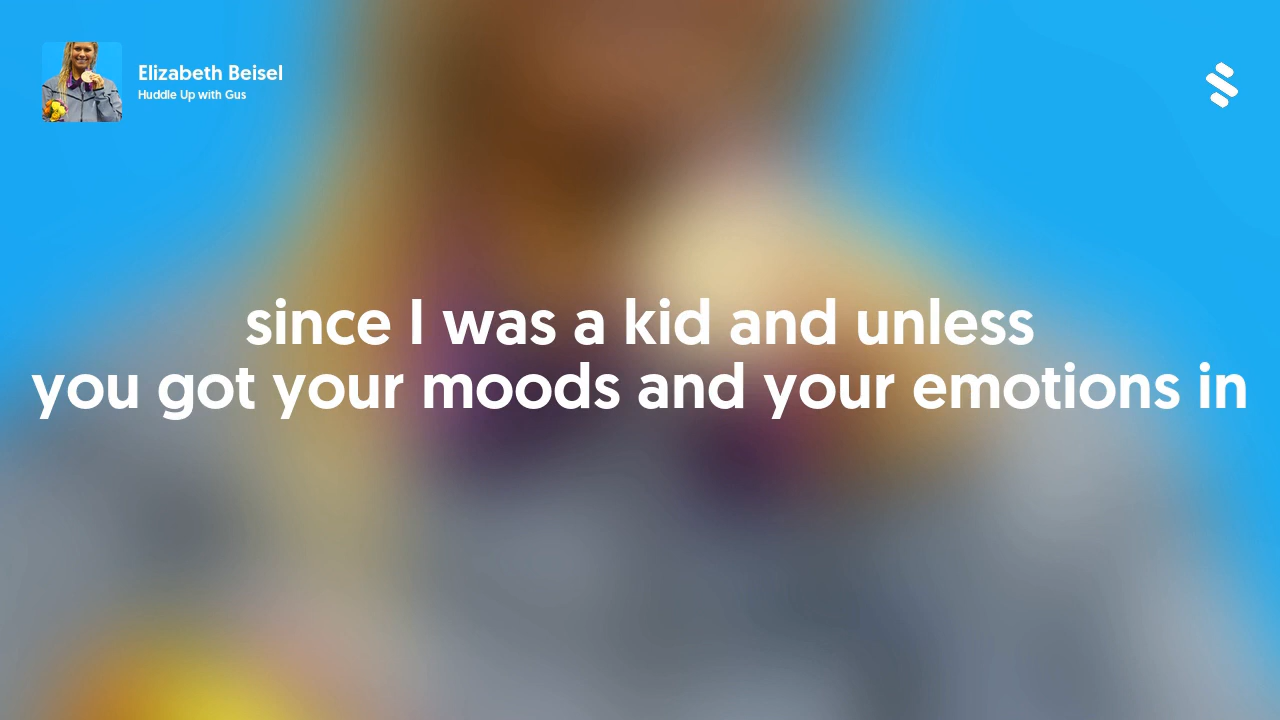 Elizabeth Beisel
Huddle Up with Gus
since I was a kid and unless
you got your moods and your emotions in